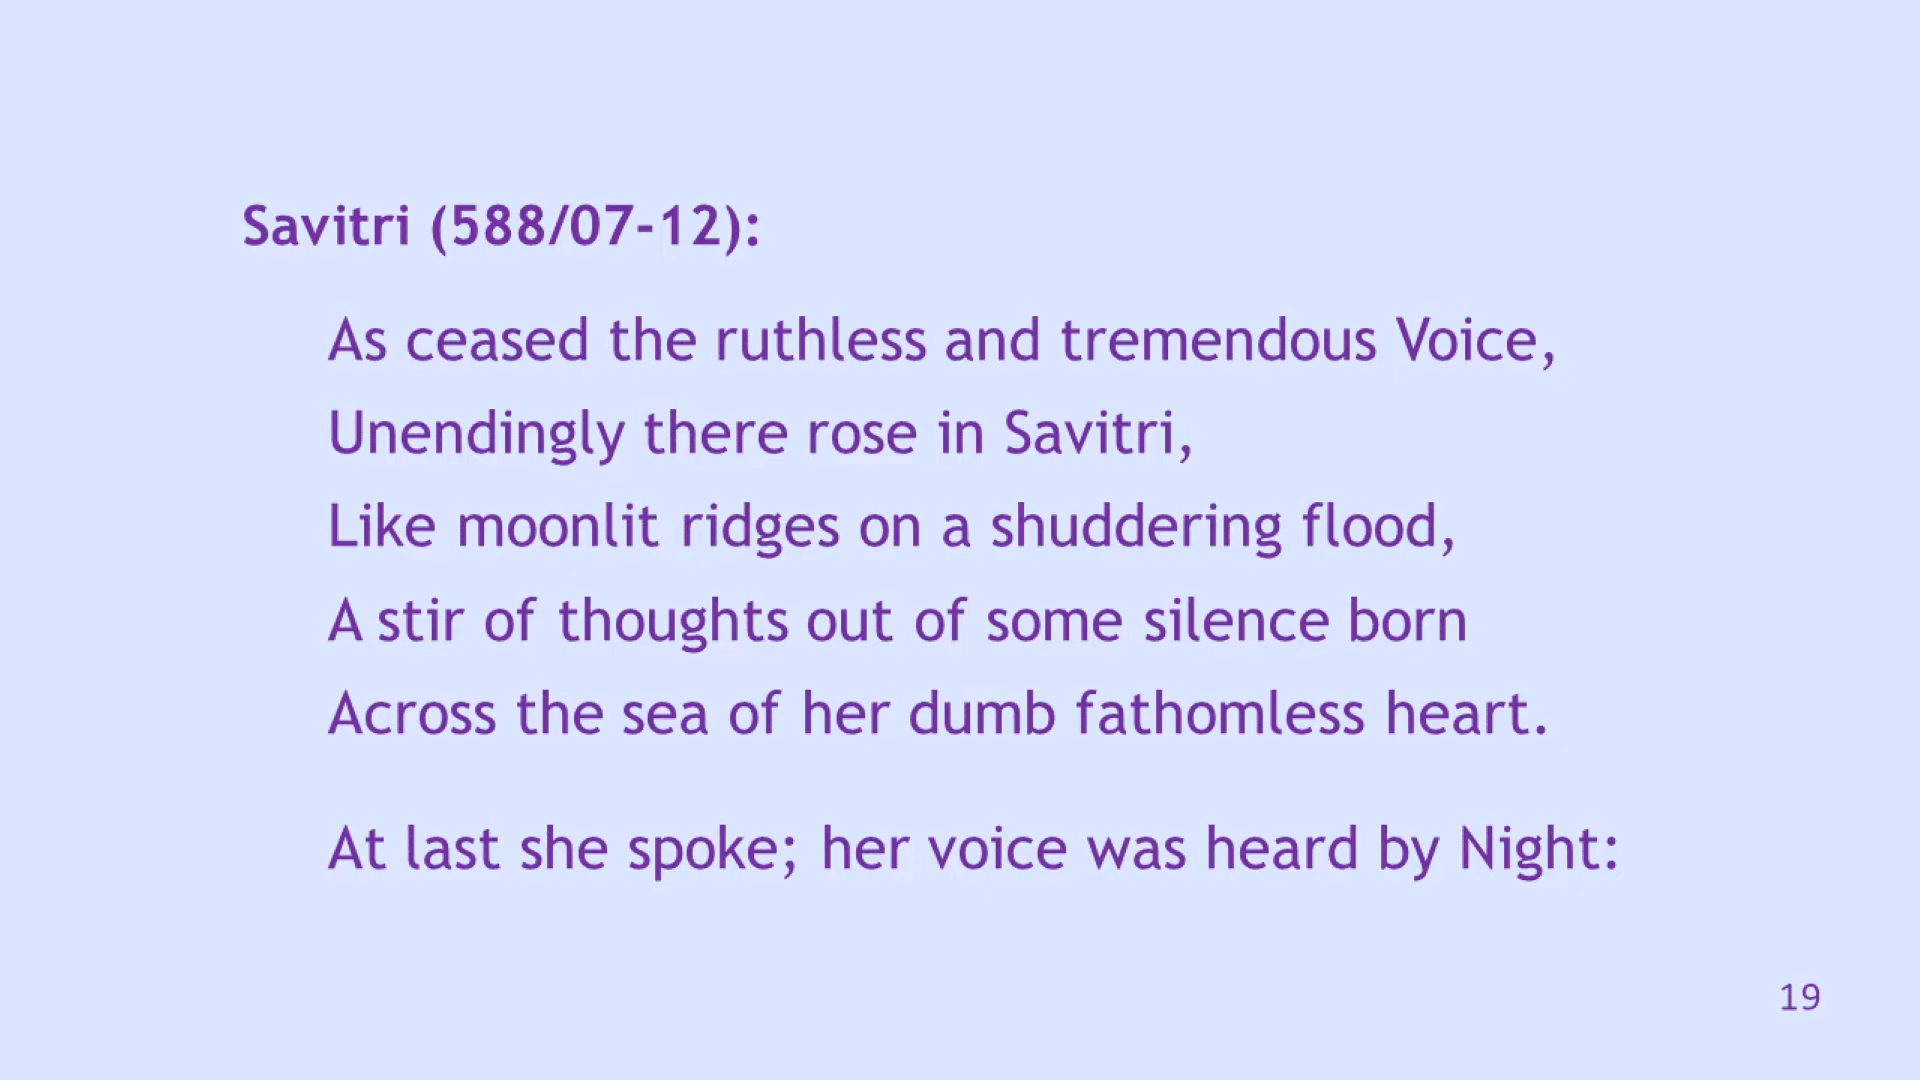 Savitri (588/07-12):
As ceased the ruthless and tremendous Voice,
Unendingly there rose in Savitri,
Like moonlit ridges on a shuddering flood,
A stir of thoughts out of some silence born
Across the sea of her dumb fathomless heart.
At last she spoke; her voice was heard by Night:
19